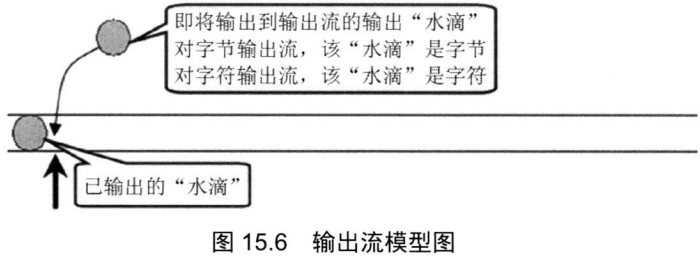 即将输出到输出流的输出“水滴”
对字节输出流，该“水滴”是字节
对字符输出流，该“水滴”是字符
已输出的“水滴”
图 15.6 输出流模型图